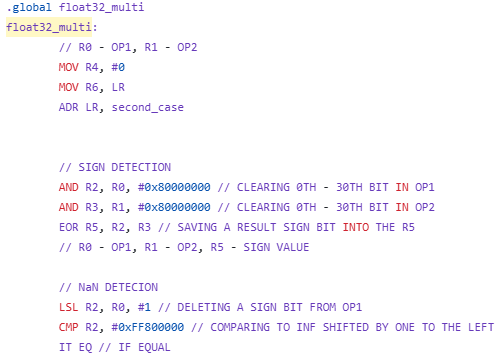 .global float32_multi
float32_multi:
// R0 - OP1, R1 - OP2
MOV R4, #0
MOV R6, LR
ADR LR, second_case
// SIGN DETECTION
AND R2, R0, #0x80000000 // CLEARING 0TH - 30TH BIT IN OP1
AND R3, R1, #0x80000000 // CLEARING 0TH - 30TH BIT IN OP2
EOR R5, R2, R3 // SAVING A RESULT SIGN BIT INTO THE R5
// R0 - OP1, R1 - OP2, R5 - SIGN VALUE
// NaN DETECION
LSL R2, R0, #1 // DELETING A SIGN BIT FROM OP1
CMP R2, #0xFF800000 // COMPARING TO INF SHIFTED BY ONE TO THE LEFT
IT EQ // IF EQUAL